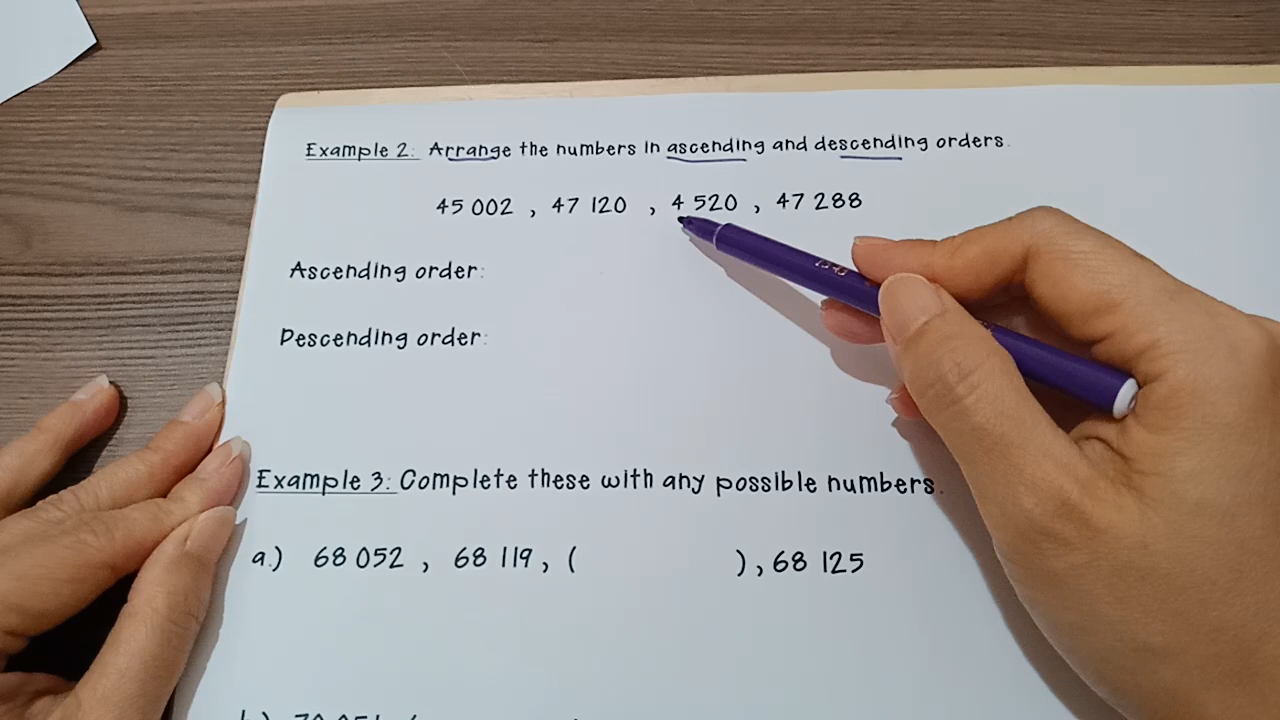 Example 2: Arrange the numbers in ascending and descending orders.
45 002 , 47 120 , 4 520 , 47 288
Ascending order:
Descending order:
Example 3: Complete these with any possible numbers.
a.) 68 052 , 68 119, ( ) , 68 125